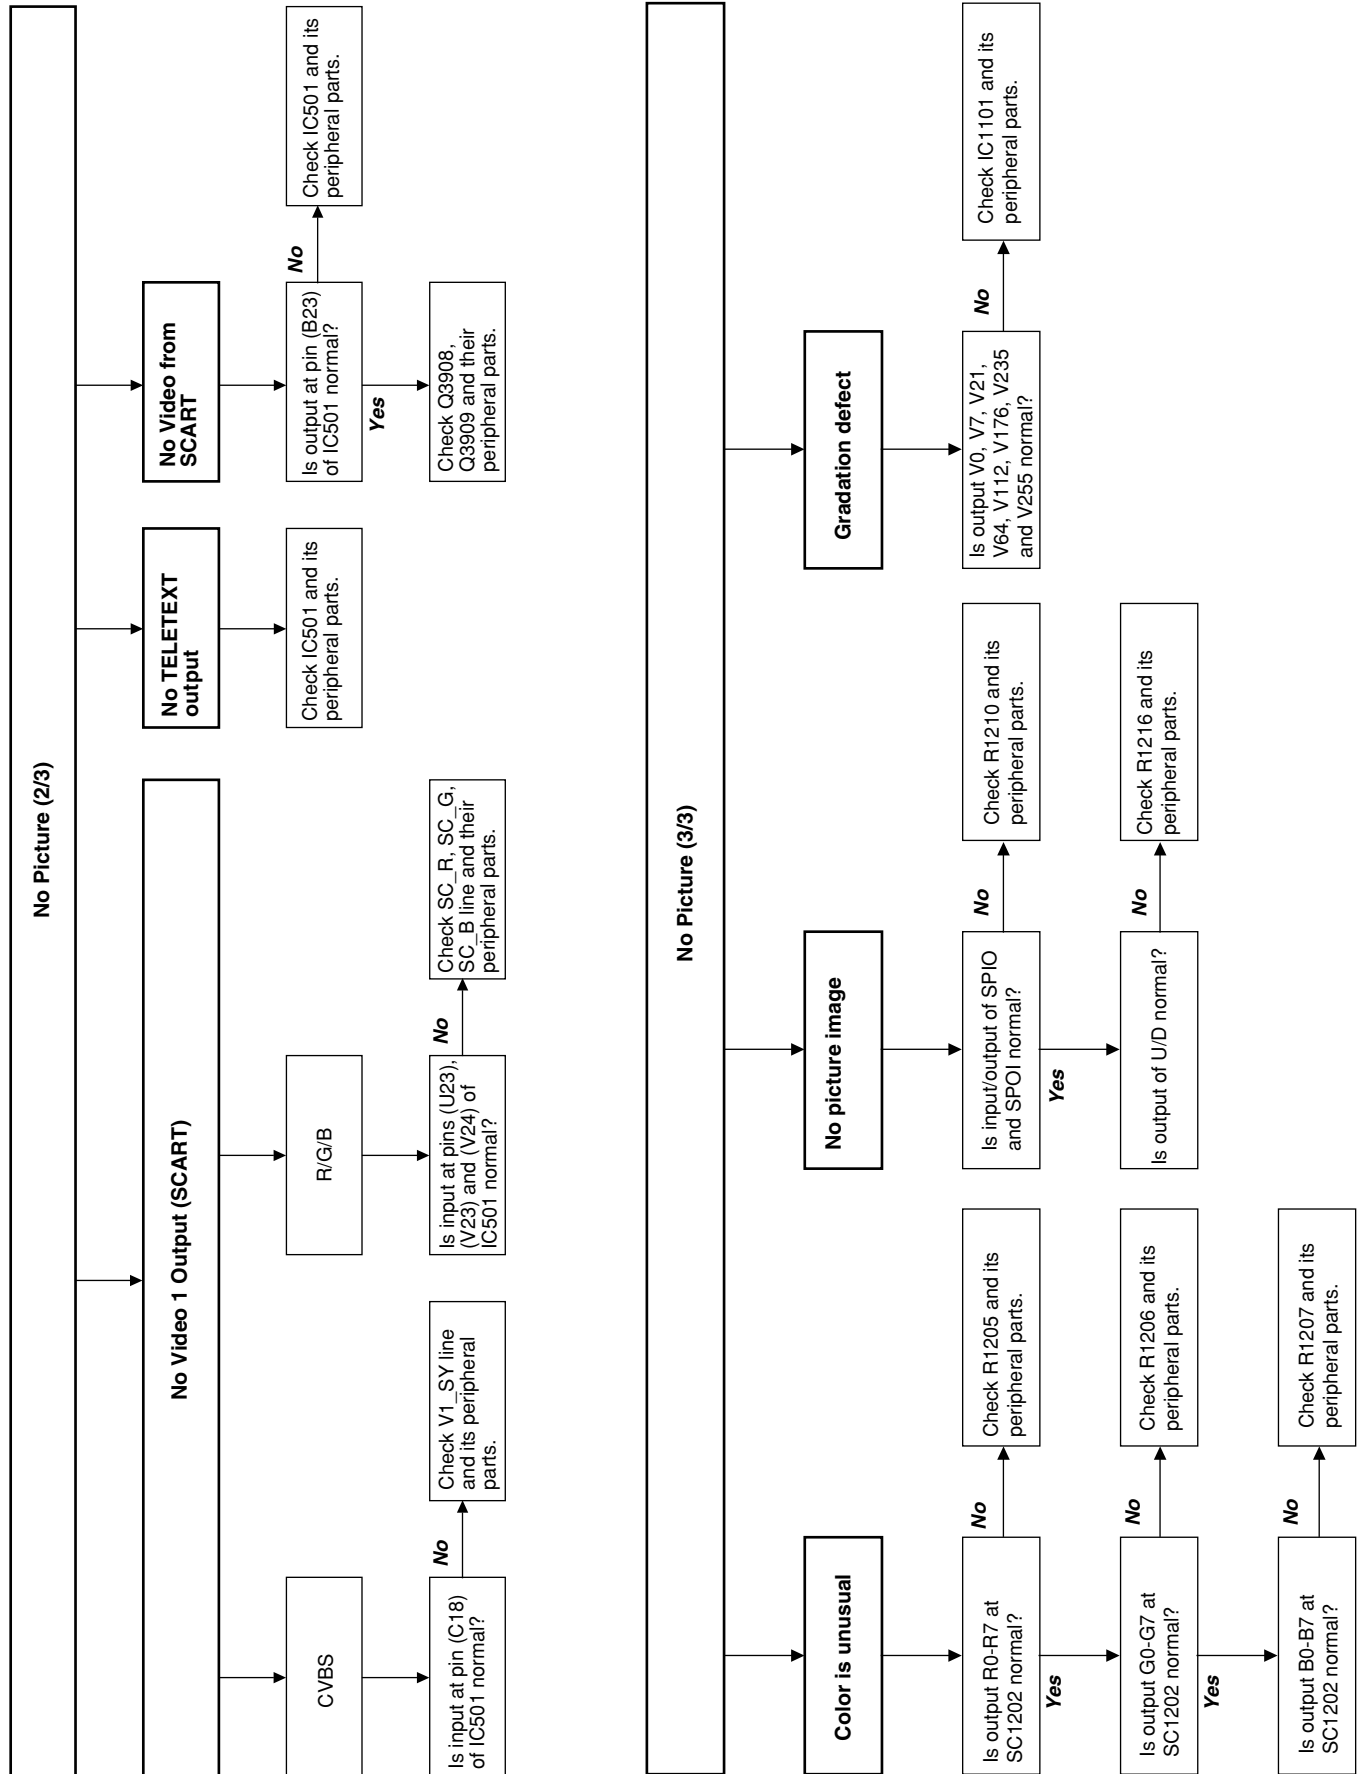 No Picture (2/3)
No Video 1 Output (SCART)
CVBS
Is input at pin (C18)
of IC501 normal?
No
Check V1_SY line
and its peripheral
parts.
R/G/B
Is input at pins (U23),
(V23) and (V24) of
IC501 normal?
No
Check SC_R, SC_G,
SC_B line and their
peripheral parts.
No TELETEXT
output
Check IC501 and its
peripheral parts.
No Video from
SCART
Is output at pin (B23)
of IC501 normal?
No
Check IC501 and its
peripheral parts.
Yes
Check Q3908,
Q3909 and their
peripheral parts.
No Picture (3/3)
Color is unusual
Is output R0-R7 at
SC1202 normal?
No
Check R1205 and its
peripheral parts.
Yes
Is output G0-G7 at
SC1202 normal?
No
Check R1206 and its
peripheral parts.
Yes
Is output B0-B7 at
SC1202 normal?
No
Check R1207 and its
peripheral parts.
No picture image
Is input/output of SPIO
and SPOI normal?
No
Check R1210 and its
peripheral parts.
Yes
Is output of U/D normal?
No
Check R1216 and its
peripheral parts.
Gradation defect
Is output V0, V7, V21,
V64, V112, V176, V235
and V255 normal?
No
Check IC1101 and its
peripheral parts.